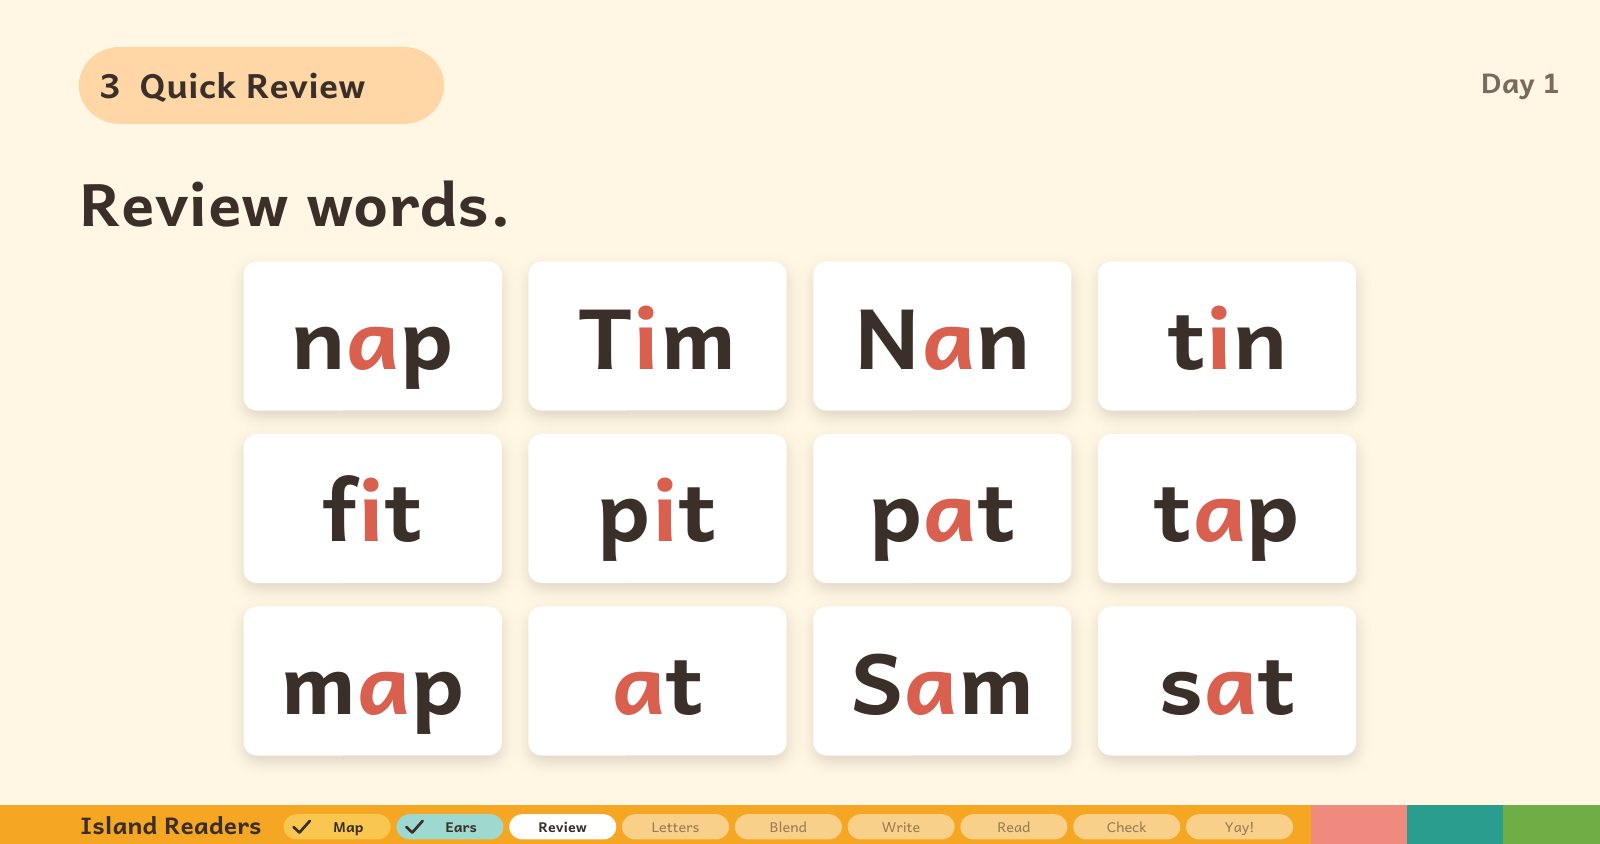 3 Quick Review
Day 1
Review words.
nap Tim Nan tin
fit pit pat tap
map at Sam sat
Island Readers Map Ears Review Letters Blend Write Read Check Yay!